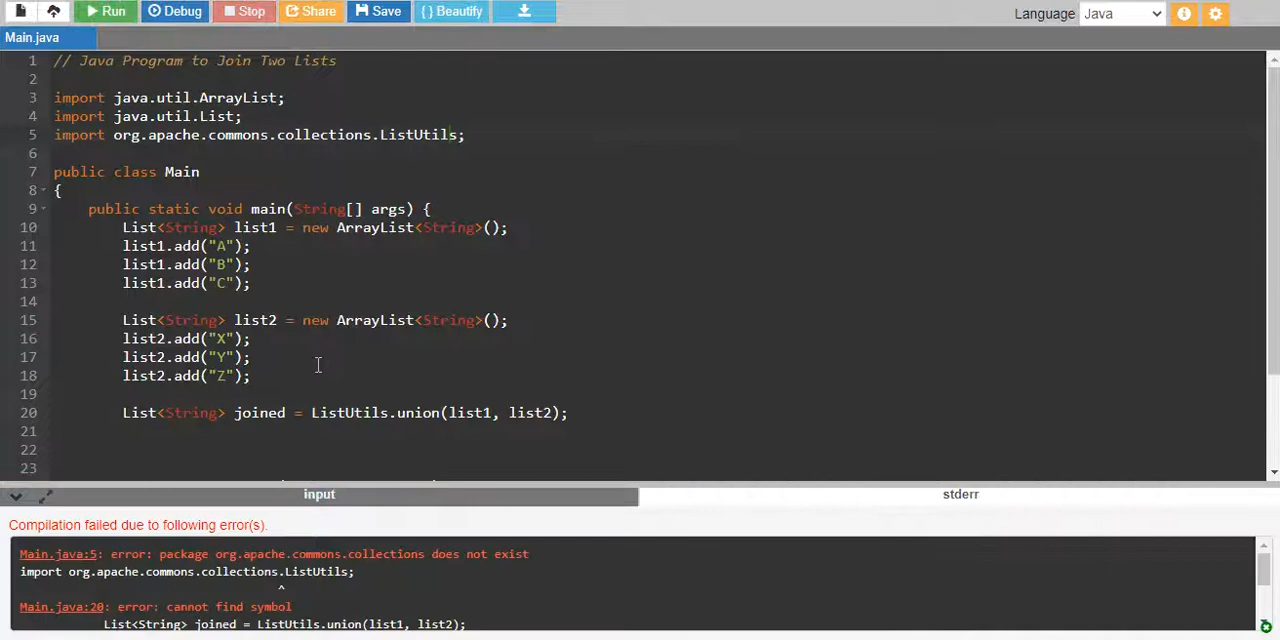 Run Debug Stop Share Save { } Beautify Language Java
Main.java
1 // Java Program to Join Two Lists
2
3 import java.util.ArrayList;
4 import java.util.List;
5 import org.apache.commons.collections.ListUtils;
6
7 public class Main
8 {
9 public static void main(String[] args) {
10 List<String> list1 = new ArrayList<String>();
11 list1.add("A");
12 list1.add("B");
13 list1.add("C");
14
15 List<String> list2 = new ArrayList<String>();
16 list2.add("X");
17 list2.add("Y");
18 list2.add("Z");
19
20 List<String> joined = ListUtils.union(list1, list2);
21
22
23
input stderr
Compilation failed due to following error(s).
Main.java:5: error: package org.apache.commons.collections does not exist
import org.apache.commons.collections.ListUtils;
^
Main.java:20: error: cannot find symbol
List<String> joined = ListUtils.union(list1, list2);